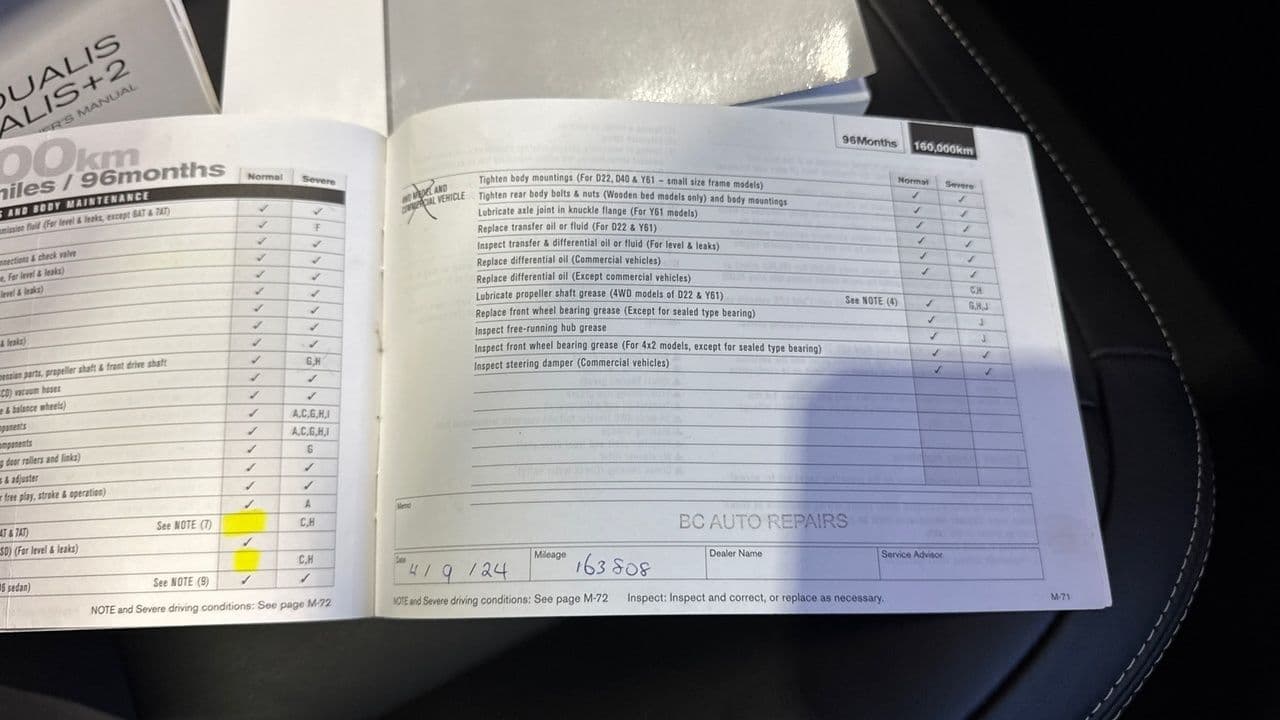 UALIS
ALIS+2
ER'S MANUAL
00km
miles / 96months
Normal Severe
S AND BODY MAINTENANCE
mission fluid (For level & leaks, except 6AT & 7AT) ✓ ✓
✓ F
✓ ✓
nnections & check valve ✓ ✓
e, For level & leaks) ✓ ✓
level & leaks) ✓ ✓
✓ ✓
✓ ✓
& leaks) ✓ ✓
ension parts, propeller shaft & front drive shaft ✓ G,H
✓ ✓
CD) vacuum hoses ✓ ✓
e & balance wheels) ✓ A,C,G,H,I
mponents ✓ A,C,G,H,I
omponents ✓ G
g door rollers and links) ✓ ✓
s & adjuster ✓ ✓
r free play, stroke & operation) ✓ A
AT & 7AT) See NOTE (7) C,H
SD) (For level & leaks) ✓
C,H
sedan) See NOTE (9) ✓ ✓
NOTE and Severe driving conditions: See page M-72
96Months 160,000km
Normal Severe
4WD MODEL AND
COMMERCIAL VEHICLE
Tighten body mountings (For D22, D40 & Y61 – small size frame models) ✓ ✓
Tighten rear body bolts & nuts (Wooden bed models only) and body mountings ✓ ✓
Lubricate axle joint in knuckle flange (For Y61 models) ✓ ✓
Replace transfer oil or fluid (For D22 & Y61) ✓ ✓
Inspect transfer & differential oil or fluid (For level & leaks) ✓ ✓
Replace differential oil (Commercial vehicles) ✓ ✓
Replace differential oil (Except commercial vehicles) C,H
Lubricate propeller shaft grease (4WD models of D22 & Y61) See NOTE (4) ✓ G,H,J
Replace front wheel bearing grease (Except for sealed type bearing) ✓ J
Inspect free-running hub grease ✓ J
Inspect front wheel bearing grease (For 4x2 models, except for sealed type bearing) ✓ ✓
Inspect steering damper (Commercial vehicles) ✓ ✓
Memo
BC AUTO REPAIRS
Date 4/9/24 Mileage 163808 Dealer Name Service Advisor
NOTE and Severe driving conditions: See page M-72 Inspect: Inspect and correct, or replace as necessary.
M-71